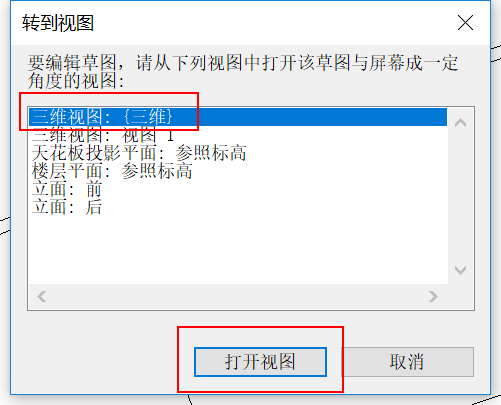 转到视图
要编辑草图，请从下列视图中打开该草图与屏幕成一定
角度的视图：
三维视图: {三维}
三维视图: 视图 1
天花板投影平面: 参照标高
楼层平面: 参照标高
立面: 前
立面: 后
打开视图
取消